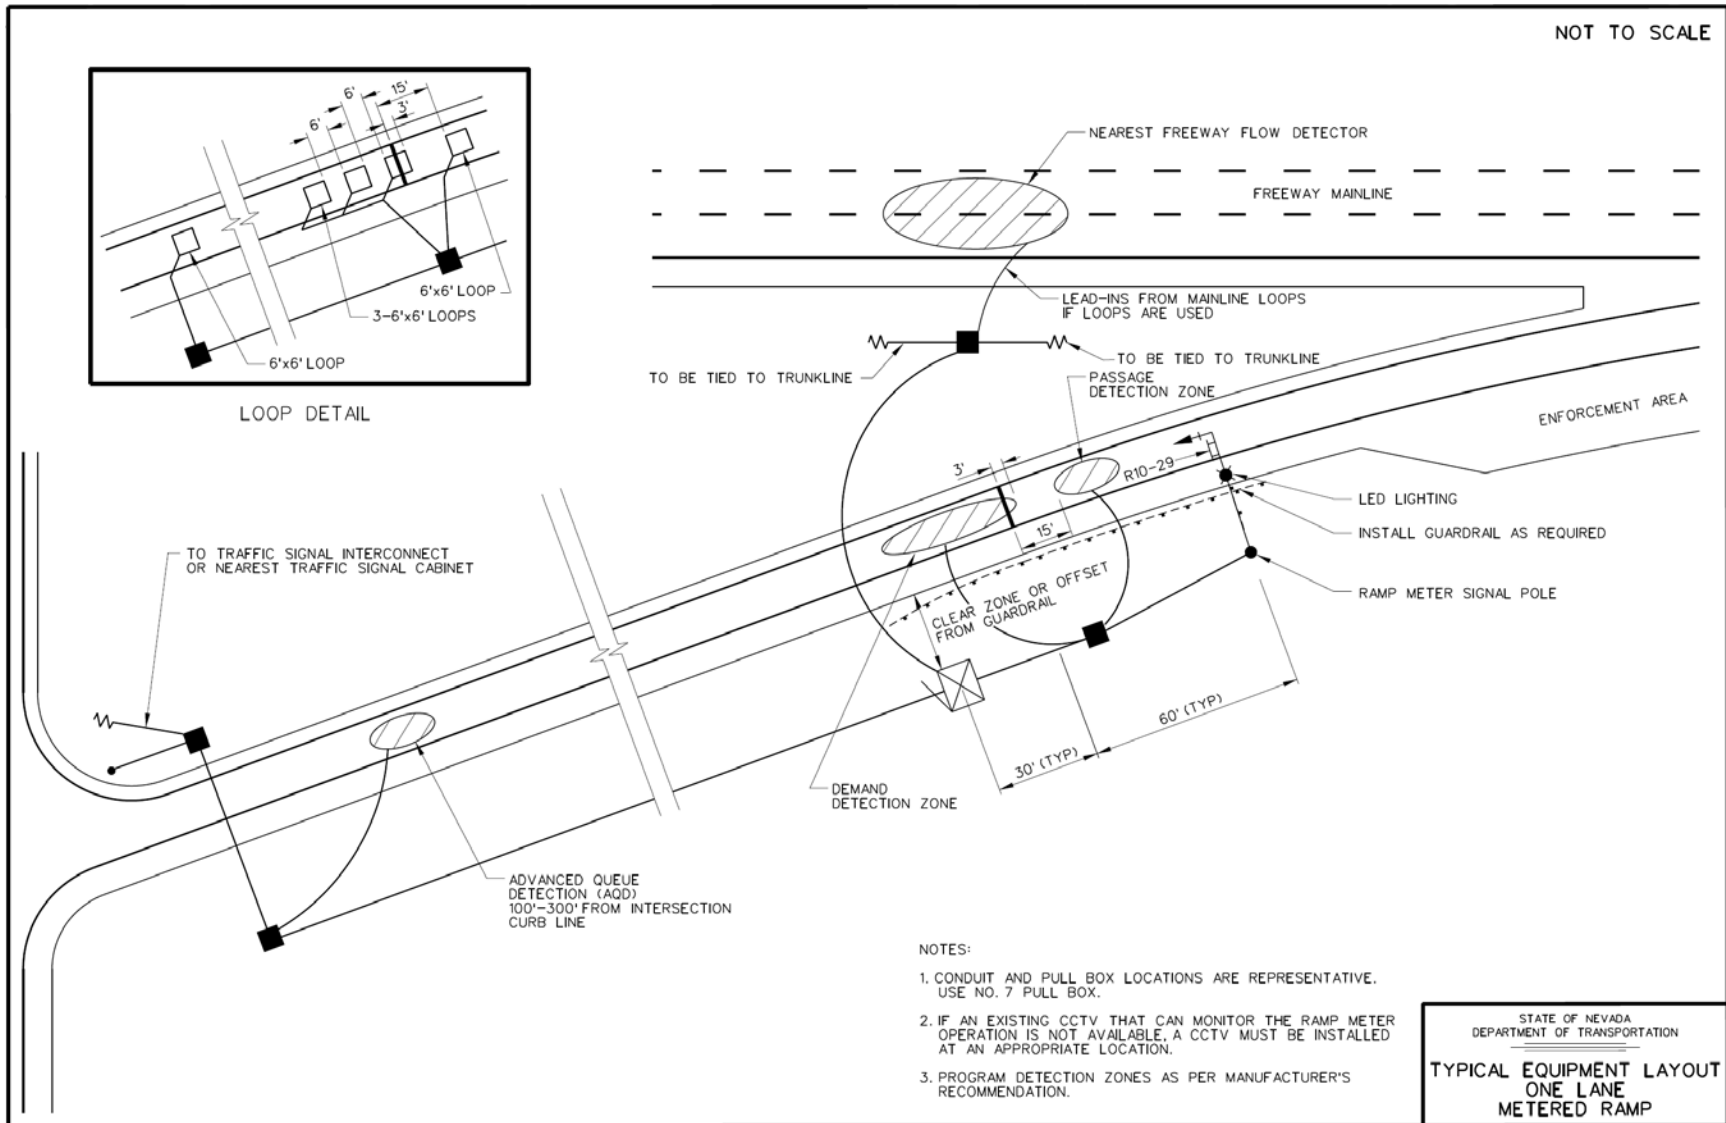 NOT TO SCALE
6'
6'
15'
3'
6'x6' LOOP
3-6'x6' LOOPS
6'x6' LOOP
LOOP DETAIL
NEAREST FREEWAY FLOW DETECTOR
FREEWAY MAINLINE
LEAD-INS FROM MAINLINE LOOPS
IF LOOPS ARE USED
TO BE TIED TO TRUNKLINE
TO BE TIED TO TRUNKLINE
PASSAGE
DETECTION ZONE
ENFORCEMENT AREA
3'
R10-29
15'
LED LIGHTING
INSTALL GUARDRAIL AS REQUIRED
RAMP METER SIGNAL POLE
TO TRAFFIC SIGNAL INTERCONNECT
OR NEAREST TRAFFIC SIGNAL CABINET
CLEAR ZONE OR OFFSET
FROM GUARDRAIL
60' (TYP)
30' (TYP)
DEMAND
DETECTION ZONE
ADVANCED QUEUE
DETECTION (AQD)
100'-300' FROM INTERSECTION
CURB LINE
NOTES:
1. CONDUIT AND PULL BOX LOCATIONS ARE REPRESENTATIVE.
USE NO. 7 PULL BOX.
2. IF AN EXISTING CCTV THAT CAN MONITOR THE RAMP METER
OPERATION IS NOT AVAILABLE, A CCTV MUST BE INSTALLED
AT AN APPROPRIATE LOCATION.
3. PROGRAM DETECTION ZONES AS PER MANUFACTURER'S
RECOMMENDATION.
STATE OF NEVADA
DEPARTMENT OF TRANSPORTATION
TYPICAL EQUIPMENT LAYOUT
ONE LANE
METERED RAMP